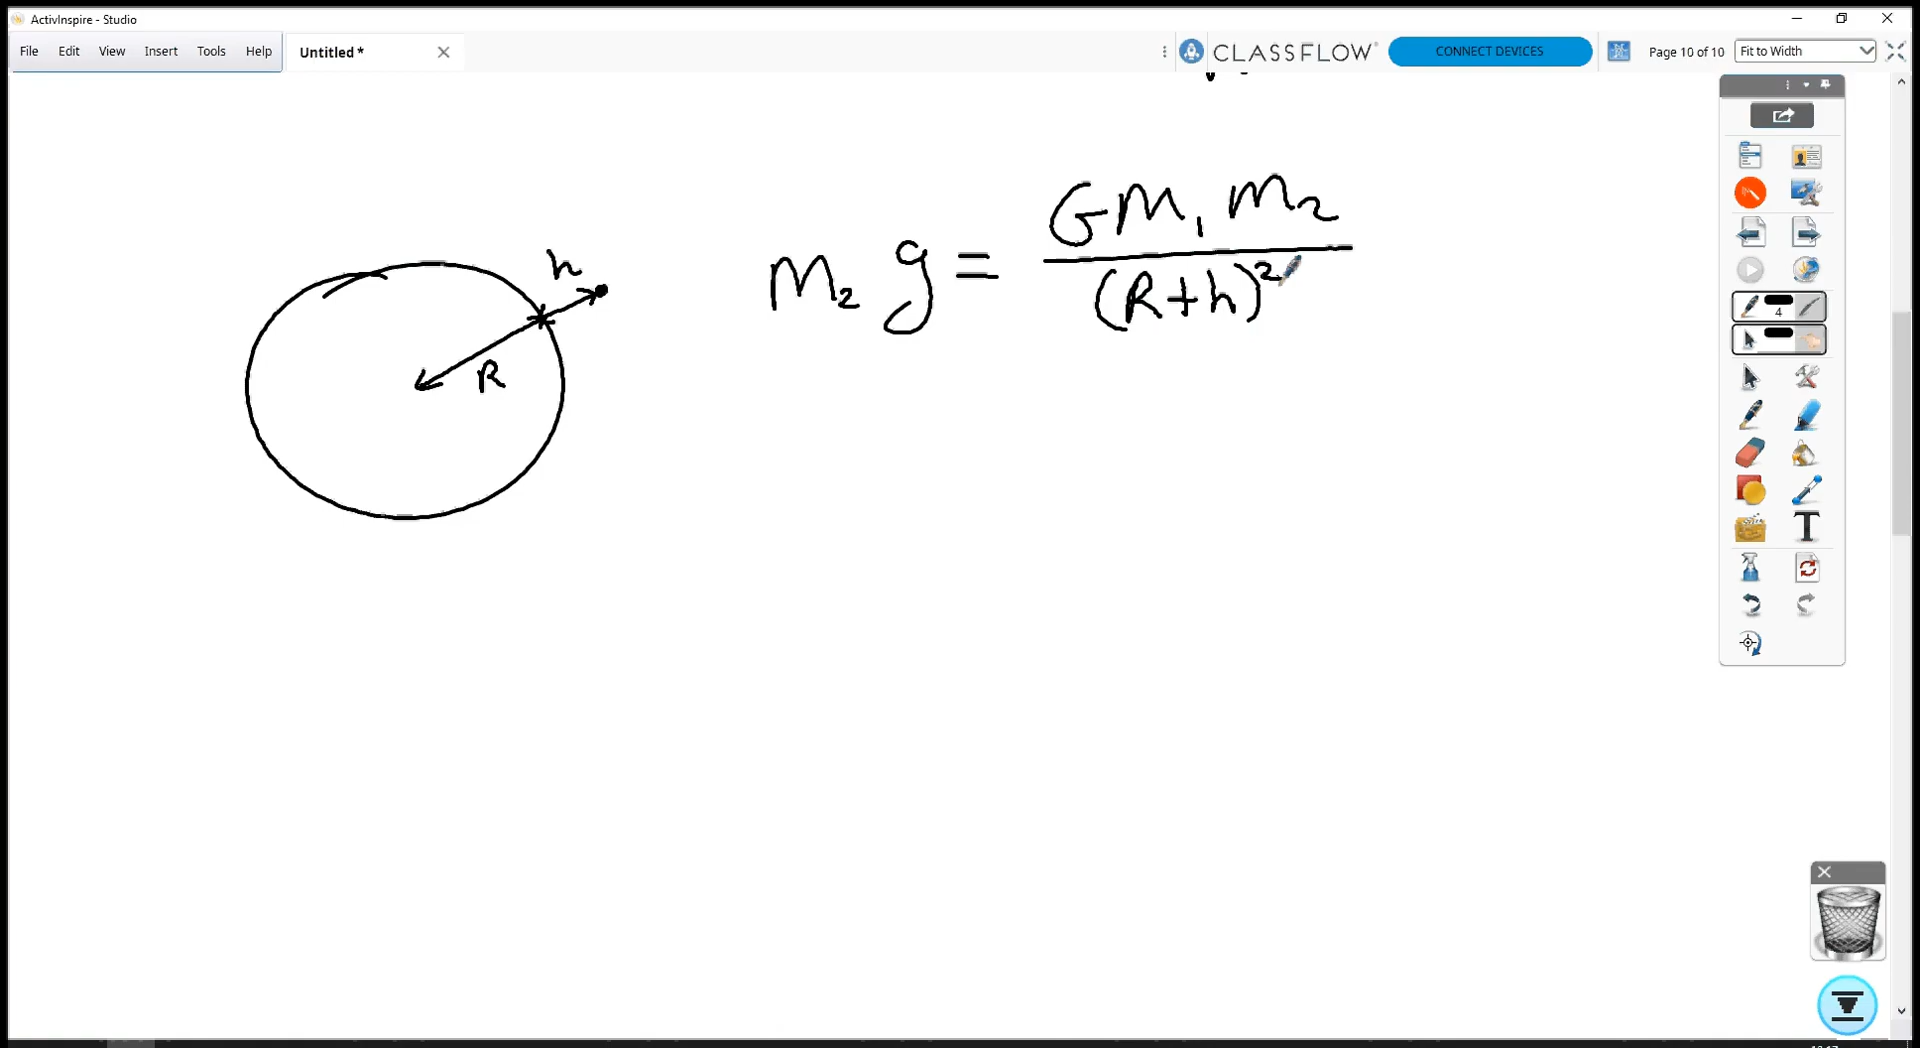 ActivInspire - Studio
File Edit View Insert Tools Help Untitled * CLASSFLOW® CONNECT DEVICES Page 10 of 10 Fit to Width
h
R
m₂ g = GM₁ m₂ / (R+h)²
4
T